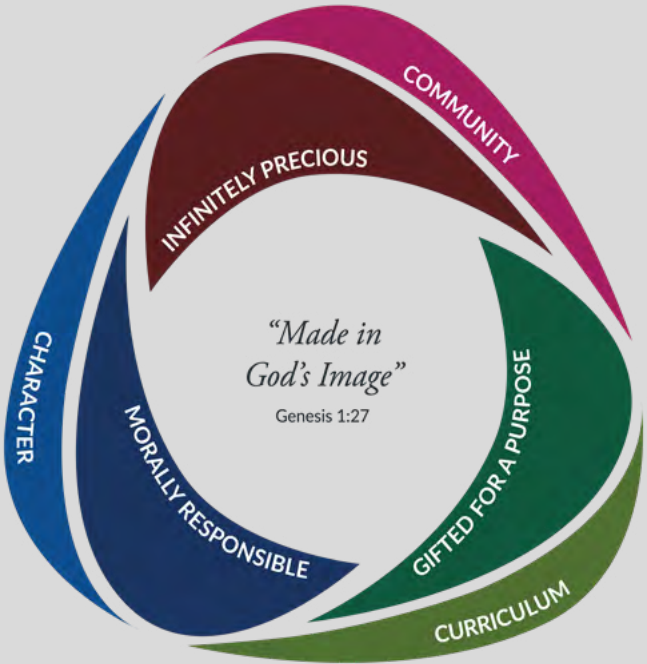 COMMUNITY
INFINITELY PRECIOUS
“Made in
God’s Image”
Genesis 1:27
CHARACTER
MORALLY RESPONSIBLE
GIFTED FOR A PURPOSE
CURRICULUM